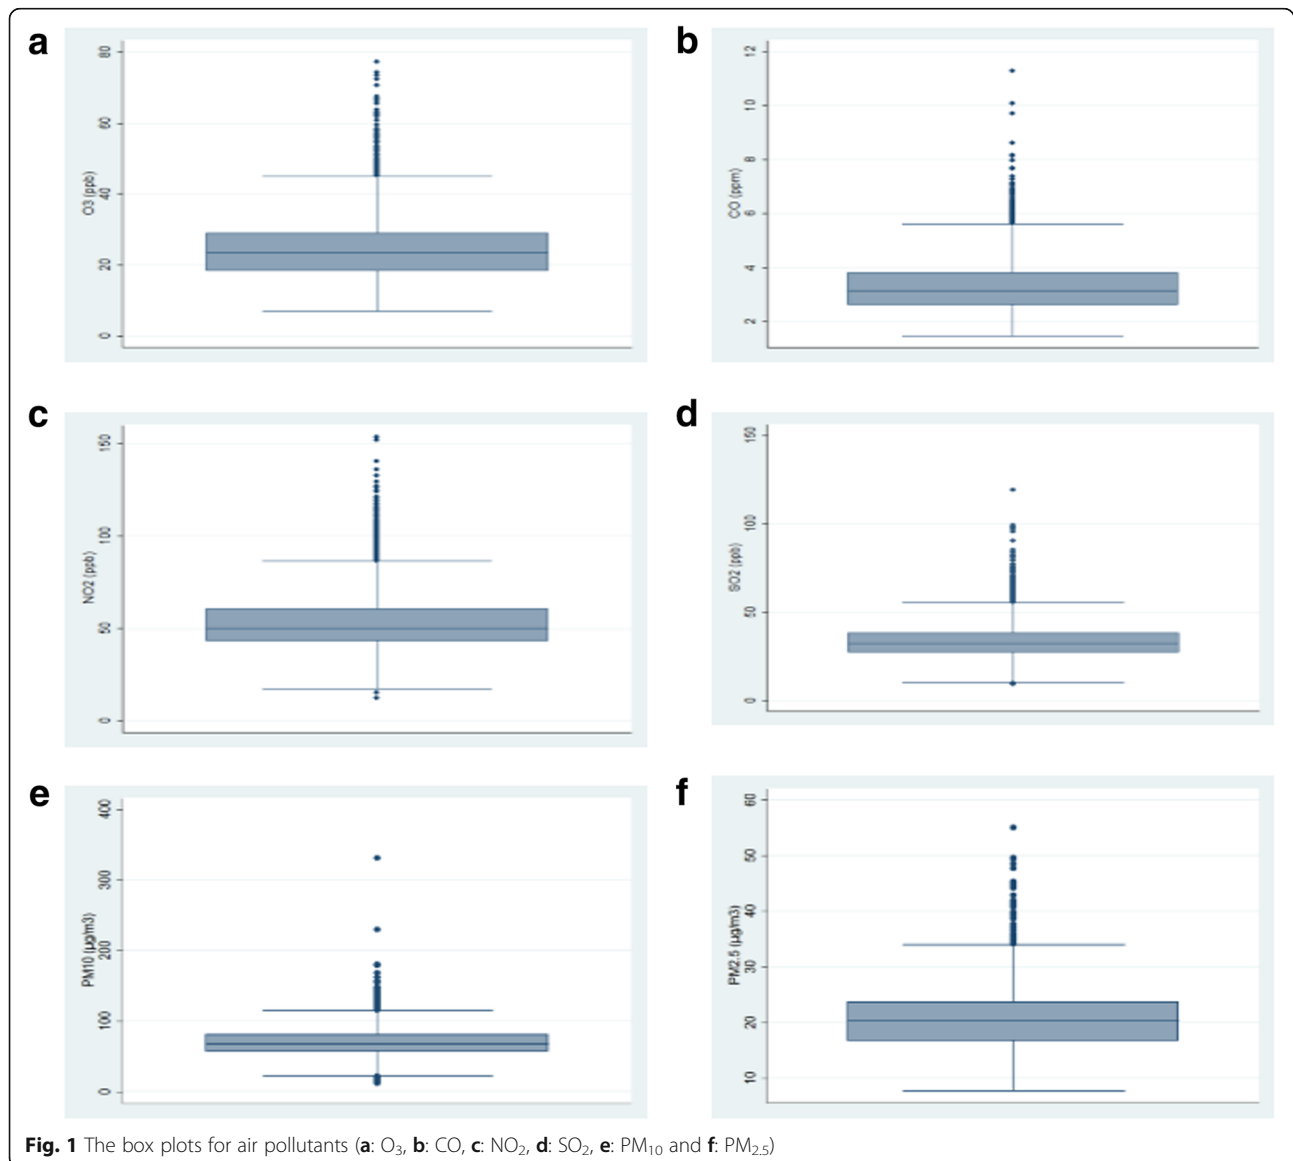 a
80
60
40
20
0
O3 (ppb)
b
12
10
8
6
4
2
CO (ppm)
c
150
100
50
0
NO2 (ppb)
d
150
100
50
0
SO2 (ppb)
e
400
300
200
100
0
PM10 (µg/m3)
f
60
50
40
30
20
10
PM2.5 (µg/m3)
Fig. 1 The box plots for air pollutants (a: O₃, b: CO, c: NO₂, d: SO₂, e: PM₁₀ and f: PM₂.₅)